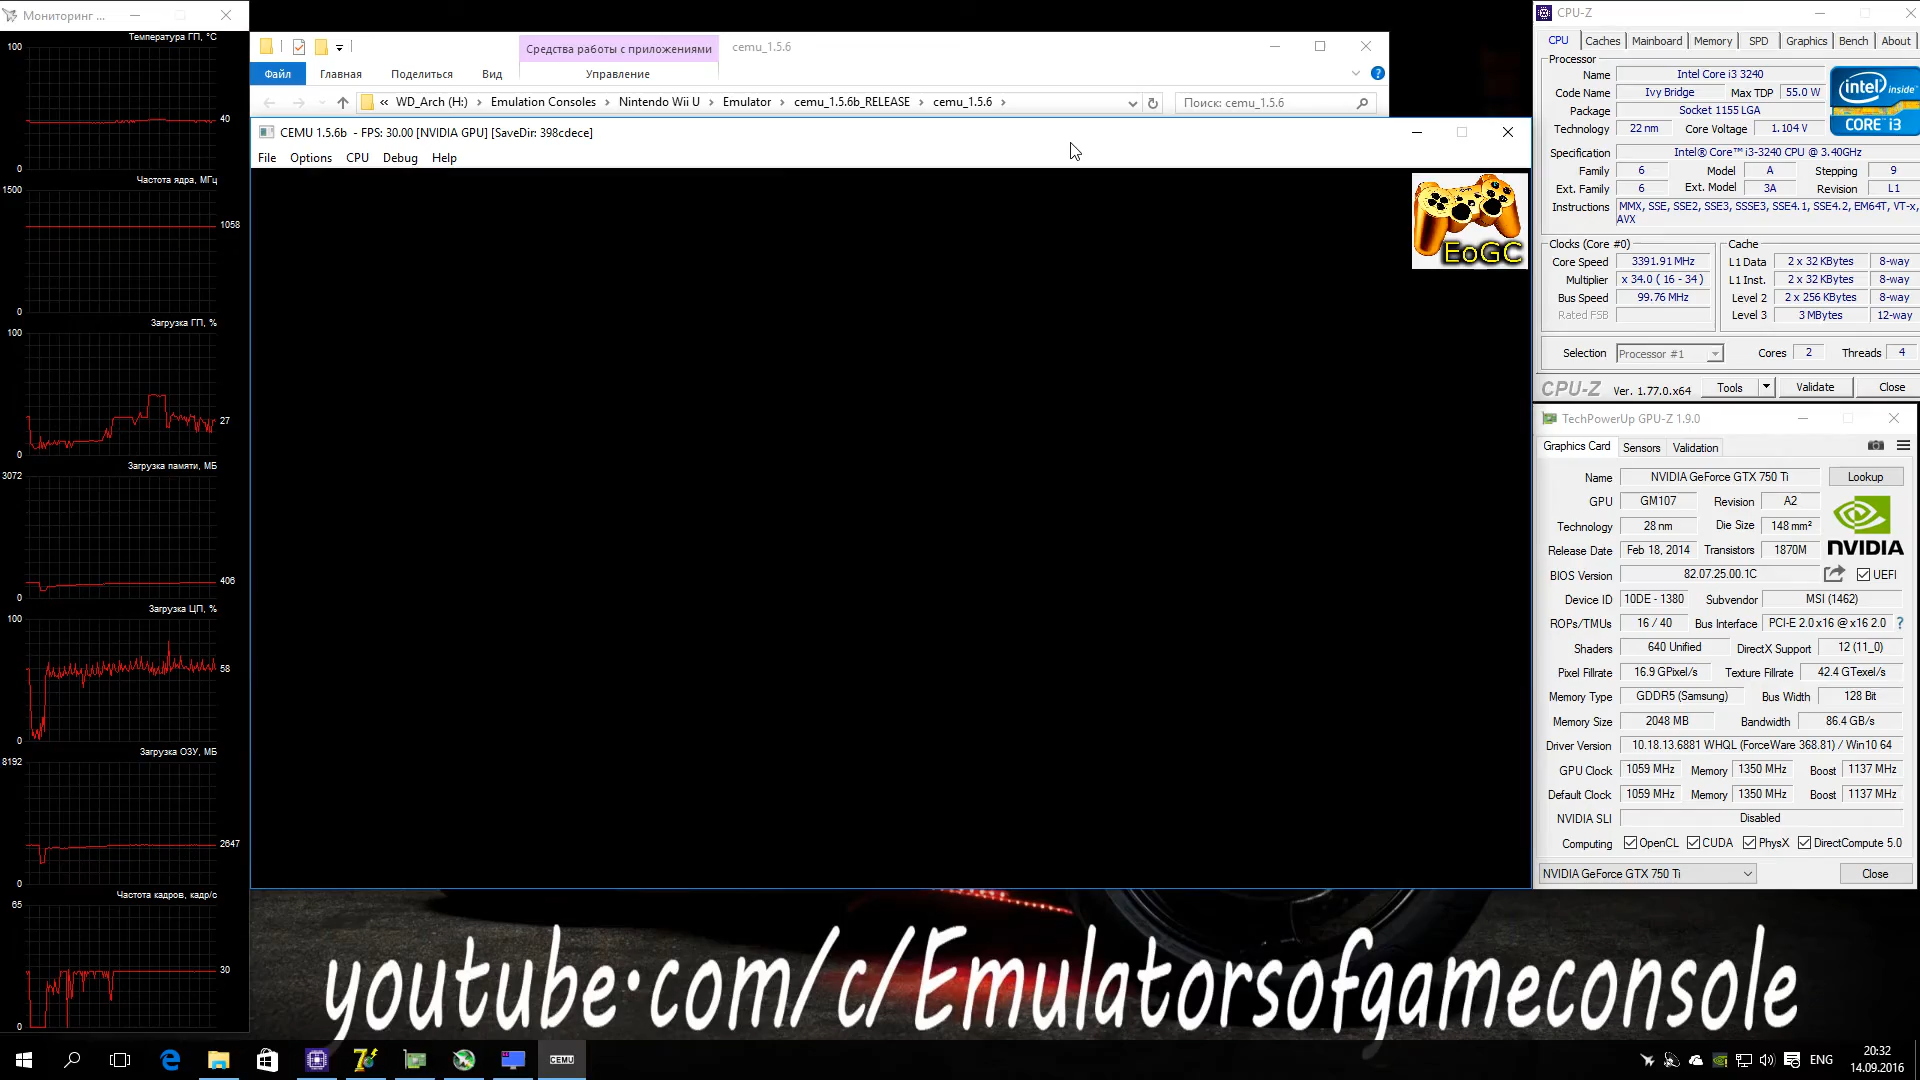 Мониторинг ...
Температура ГП, °C
100
40
0
Частота ядра, МГц
1500
1058
0
Загрузка ГП, %
100
27
0
Загрузка памяти, МБ
3072
406
0
Загрузка ЦП, %
100
58
0
Загрузка ОЗУ, МБ
8192
2647
0
Частота кадров, кадр/с
65
30
0
Средства работы с приложениями
cemu_1.5.6
Файл Главная Поделиться Вид Управление
« WD_Arch (H:) › Emulation Consoles › Nintendo Wii U › Emulator › cemu_1.5.6b_RELEASE › cemu_1.5.6 ›
Поиск: cemu_1.5.6
CEMU 1.5.6b - FPS: 30.00 [NVIDIA GPU] [SaveDir: 398cdece]
File Options CPU Debug Help
EoGC
CPU-Z
CPU Caches Mainboard Memory SPD Graphics Bench About
Processor
Name Intel Core i3 3240
Code Name Ivy Bridge Max TDP 55.0 W
Package Socket 1155 LGA
Technology 22 nm Core Voltage 1.104 V
intel inside™
CORE i3
Specification Intel® Core™ i3-3240 CPU @ 3.40GHz
Family 6 Model A Stepping 9
Ext. Family 6 Ext. Model 3A Revision L1
Instructions MMX, SSE, SSE2, SSE3, SSSE3, SSE4.1, SSE4.2, EM64T, VT-x,
AVX
Clocks (Core #0)
Core Speed 3391.91 MHz
Multiplier x 34.0 ( 16 - 34 )
Bus Speed 99.76 MHz
Rated FSB
Cache
L1 Data 2 x 32 KBytes 8-way
L1 Inst. 2 x 32 KBytes 8-way
Level 2 2 x 256 KBytes 8-way
Level 3 3 MBytes 12-way
Selection Processor #1 Cores 2 Threads 4
CPU-Z Ver. 1.77.0.x64 Tools Validate Close
TechPowerUp GPU-Z 1.9.0
Graphics Card Sensors Validation
Name NVIDIA GeForce GTX 750 Ti Lookup
GPU GM107 Revision A2
Technology 28 nm Die Size 148 mm²
Release Date Feb 18, 2014 Transistors 1870M
NVIDIA
BIOS Version 82.07.25.00.1C UEFI
Device ID 10DE - 1380 Subvendor MSI (1462)
ROPs/TMUs 16 / 40 Bus Interface PCI-E 2.0 x16 @ x16 2.0 ?
Shaders 640 Unified DirectX Support 12 (11_0)
Pixel Fillrate 16.9 GPixel/s Texture Fillrate 42.4 GTexel/s
Memory Type GDDR5 (Samsung) Bus Width 128 Bit
Memory Size 2048 MB Bandwidth 86.4 GB/s
Driver Version 10.18.13.6881 WHQL (ForceWare 368.81) / Win10 64
GPU Clock 1059 MHz Memory 1350 MHz Boost 1137 MHz
Default Clock 1059 MHz Memory 1350 MHz Boost 1137 MHz
NVIDIA SLI Disabled
Computing OpenCL CUDA PhysX DirectCompute 5.0
NVIDIA GeForce GTX 750 Ti Close
youtube.com/c/Emulatorsofgameconsole
CEMU
ENG
20:32
14.09.2016